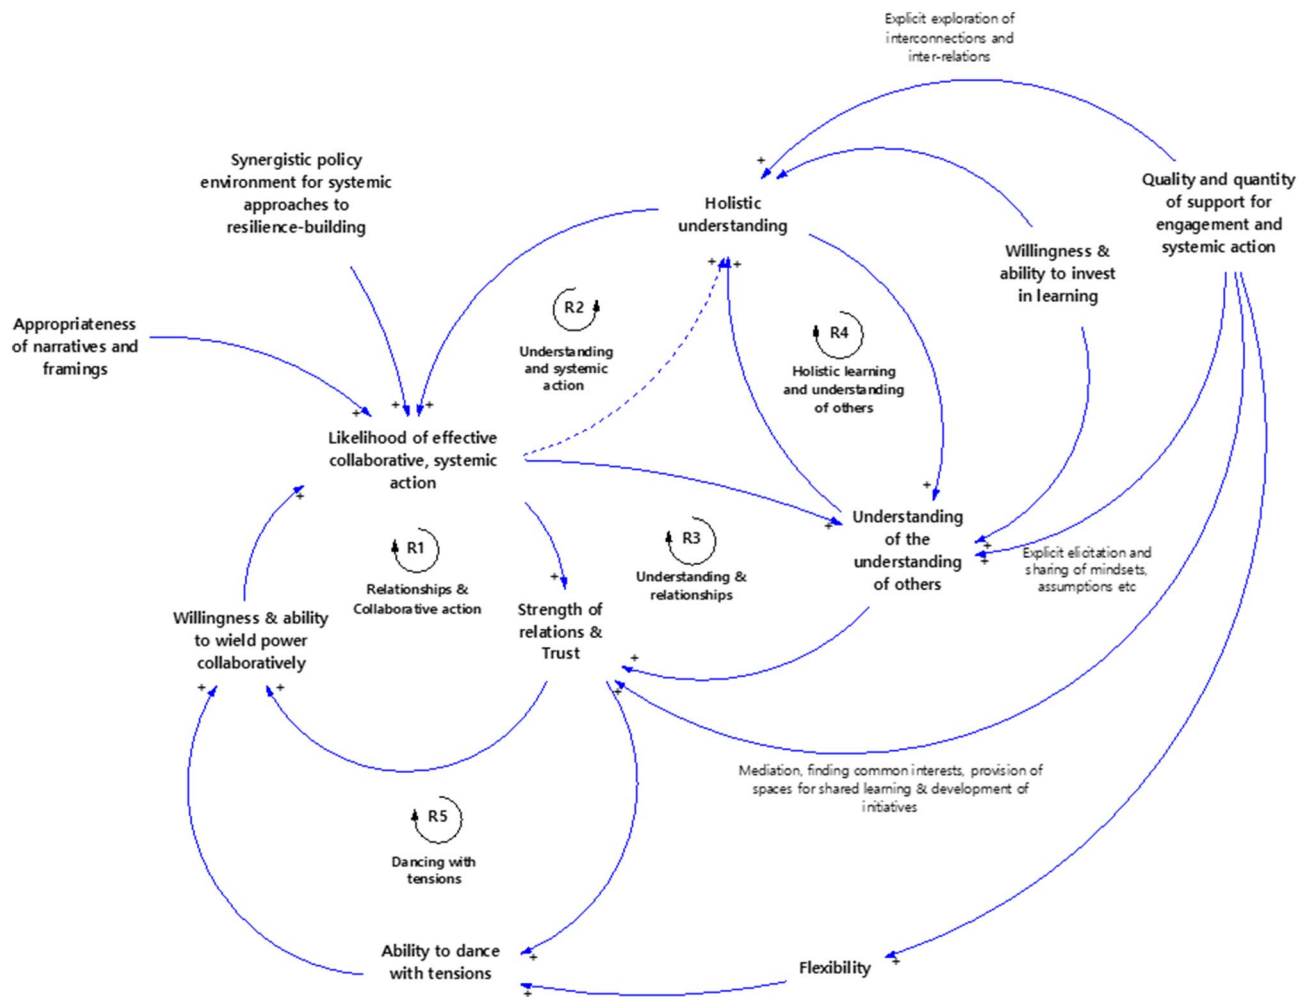 Explicit exploration of
interconnections and
inter-relations
Synergistic policy
environment for systemic
approaches to
resilience-building
+
Holistic
understanding
Quality and quantity
of support for
engagement and
systemic action
Willingness &
ability to invest
in learning
+ +
Appropriateness
of narratives and
framings
R2
Understanding
and systemic
action
R4
Holistic learning
and understanding
of others
+ + +
Likelihood of effective
collaborative, systemic
action
+
+
Understanding
of the
understanding
of others
+
+
+
Explicit elicitation and
sharing of mindsets,
assumptions etc
R1
Relationships &
Collaborative action
R3
Understanding &
relationships
+
Strength of
relations &
Trust
+
+
Willingness & ability
to wield power
collaboratively
+ +
Mediation, finding common interests, provision of
spaces for shared learning & development of
initiatives
R5
Dancing with
tensions
Ability to dance
with tensions
+
+
Flexibility
+